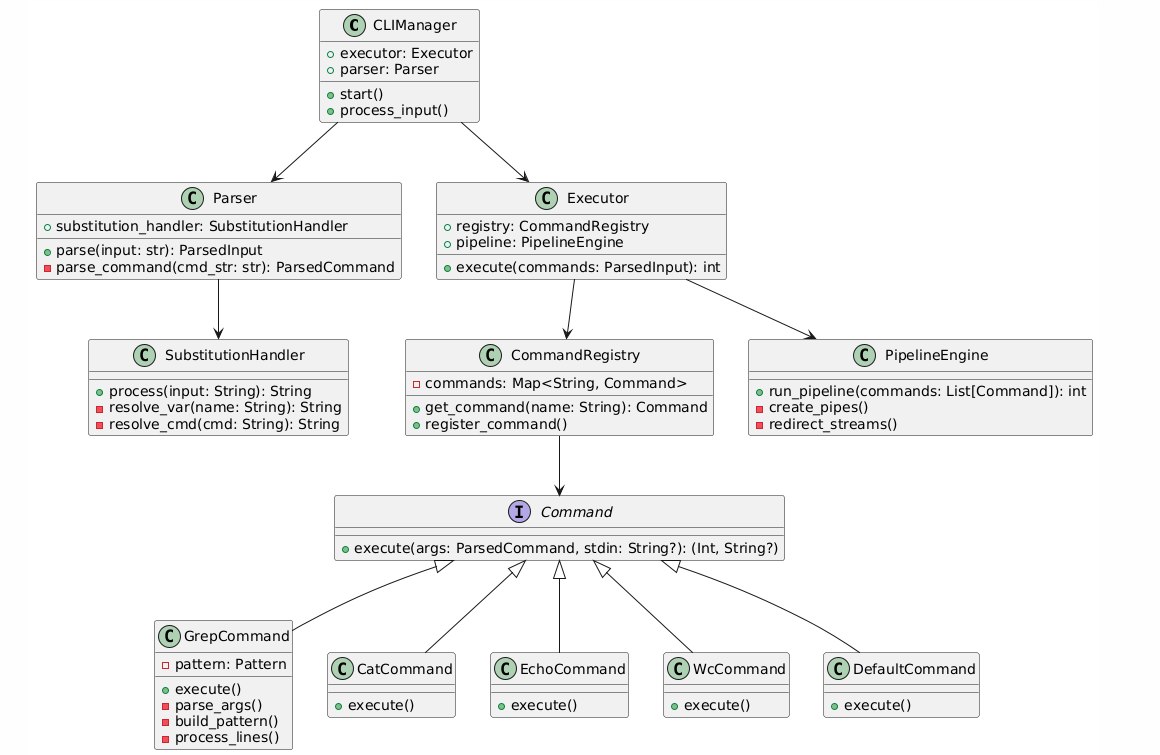 C CLIManager
executor: Executor
parser: Parser
start()
process_input()
C Parser
substitution_handler: SubstitutionHandler
parse(input: str): ParsedInput
parse_command(cmd_str: str): ParsedCommand
C Executor
registry: CommandRegistry
pipeline: PipelineEngine
execute(commands: ParsedInput): int
C SubstitutionHandler
process(input: String): String
resolve_var(name: String): String
resolve_cmd(cmd: String): String
C CommandRegistry
commands: Map<String, Command>
get_command(name: String): Command
register_command()
C PipelineEngine
run_pipeline(commands: List[Command]): int
create_pipes()
redirect_streams()
I Command
execute(args: ParsedCommand, stdin: String?): (Int, String?)
C GrepCommand
pattern: Pattern
execute()
parse_args()
build_pattern()
process_lines()
C CatCommand
execute()
C EchoCommand
execute()
C WcCommand
execute()
C DefaultCommand
execute()